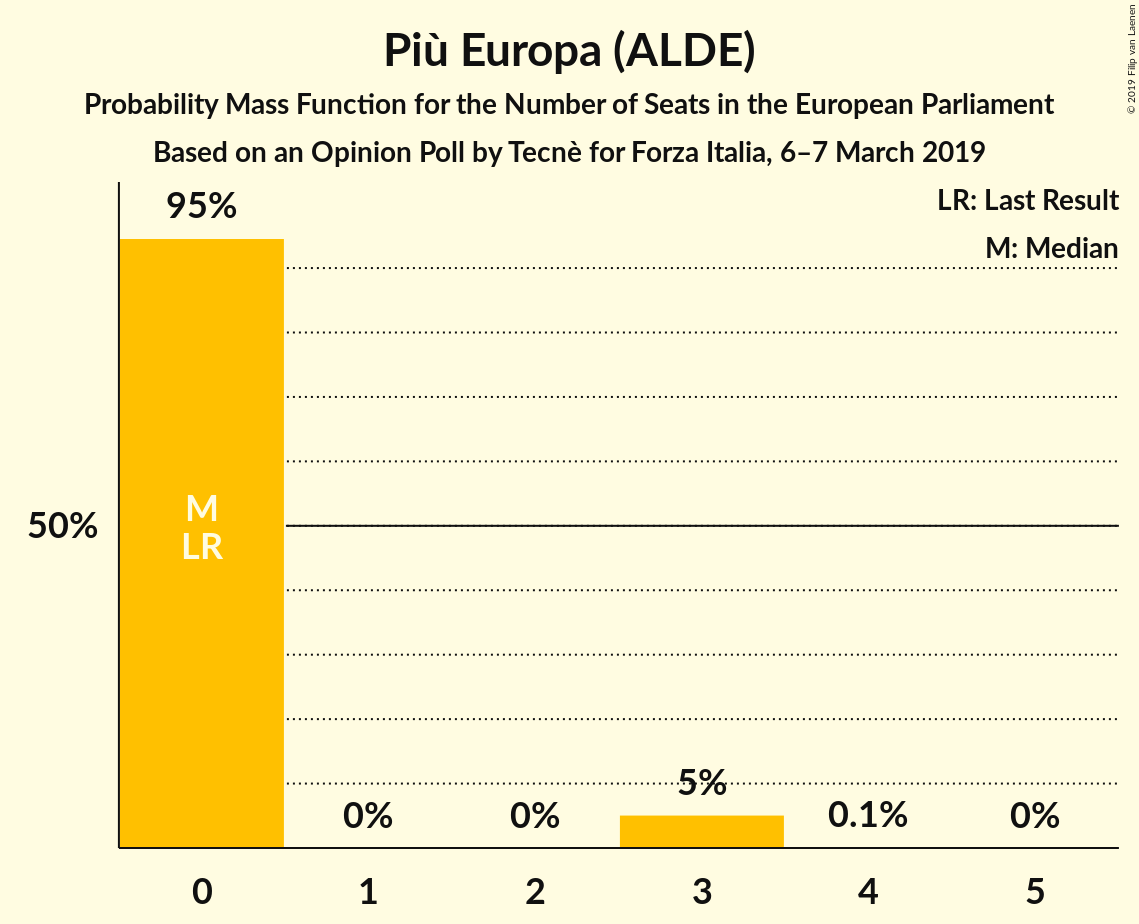 Più Europa (ALDE)
Probability Mass Function for the Number of Seats in the European Parliament
Based on an Opinion Poll by Tecnè for Forza Italia, 6–7 March 2019
© 2019 Filip van Laenen
LR: Last Result
M: Median
95%
50%
M
LR
0%
0%
5%
0.1%
0%
0
1
2
3
4
5